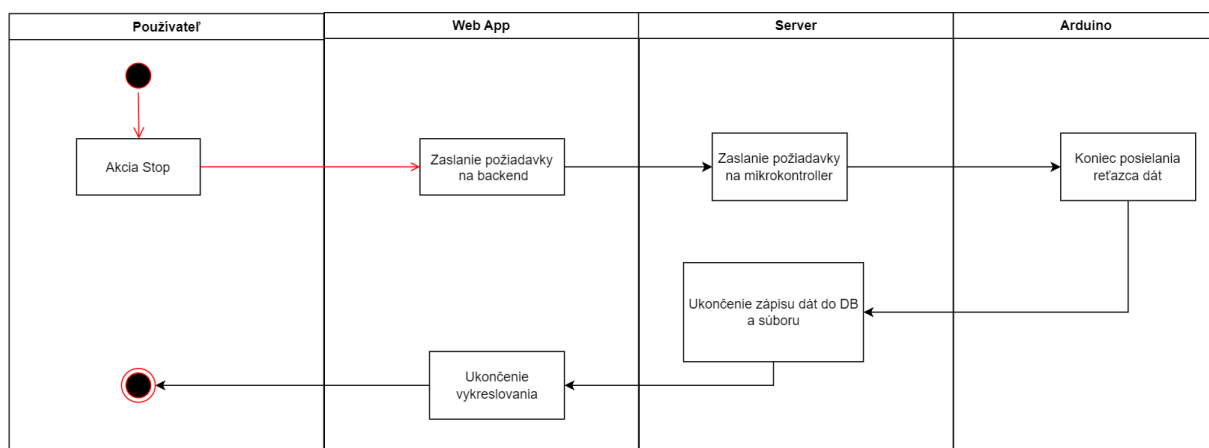 Používateľ
Web App
Server
Arduino
Akcia Stop
Zaslanie požiadavky
na backend
Zaslanie požiadavky
na mikrokontroller
Koniec posielania
reťazca dát
Ukončenie zápisu dát do DB
a súboru
Ukončenie
vykreslovania